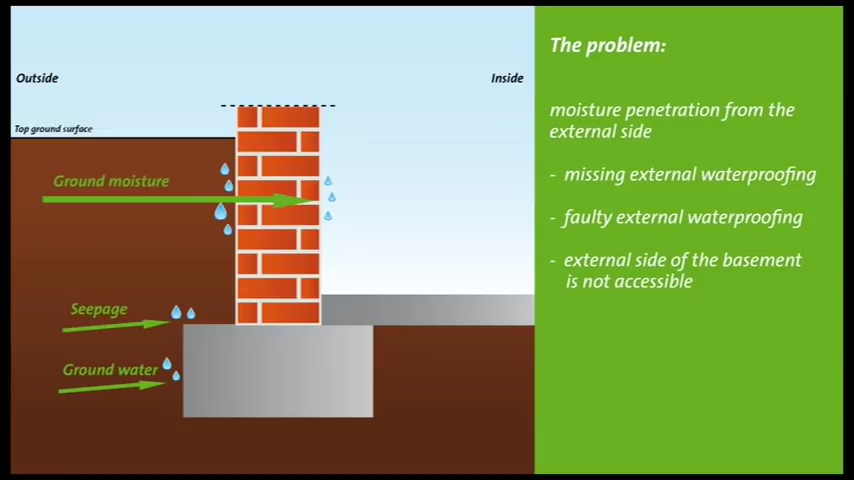 Outside
Inside
Top ground surface
Ground moisture
Seepage
Ground water
The problem:
moisture penetration from the
external side
- missing external waterproofing
- faulty external waterproofing
- external side of the basement
is not accessible